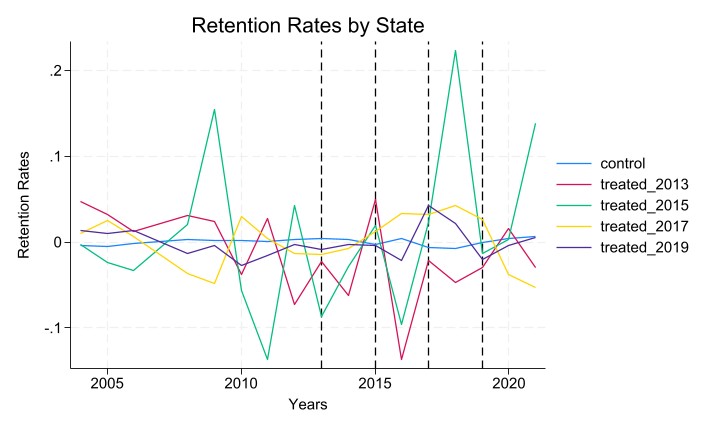 Retention Rates by State
Retention Rates
.2
.1
0
-.1
2005
2010
2015
2020
Years
control
treated_2013
treated_2015
treated_2017
treated_2019